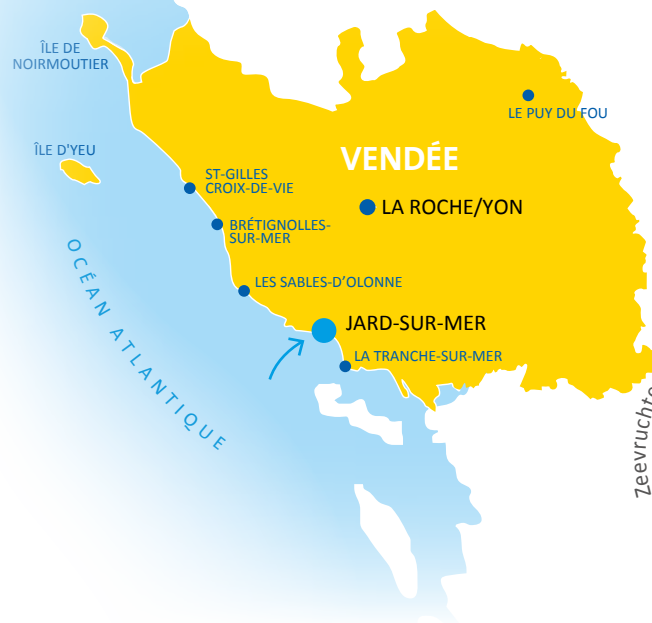 ÎLE DE
NOIRMOUTIER
LE PUY DU FOU
ÎLE D'YEU
VENDÉE
ST-GILLES
CROIX-DE-VIE
LA ROCHE/YON
BRÉTIGNOLLES-
SUR-MER
OCÉAN ATLANTIQUE
LES SABLES-D'OLONNE
JARD-SUR-MER
LA TRANCHE-SUR-MER
Zeevruchte